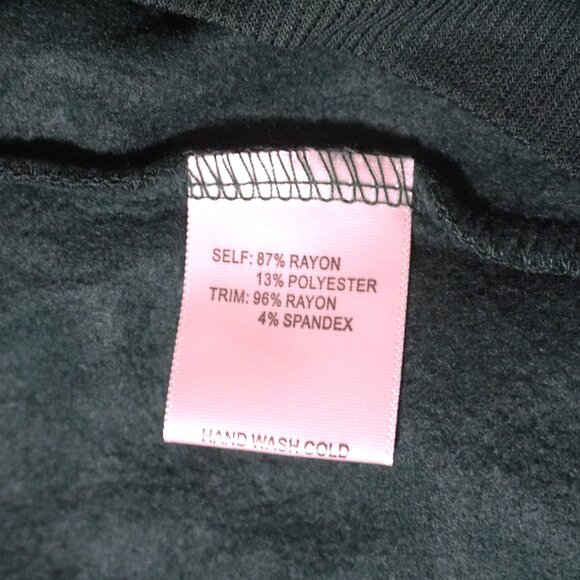 SELF: 87% RAYON
13% POLYESTER
TRIM: 96% RAYON
4% SPANDEX
HAND WASH COLD